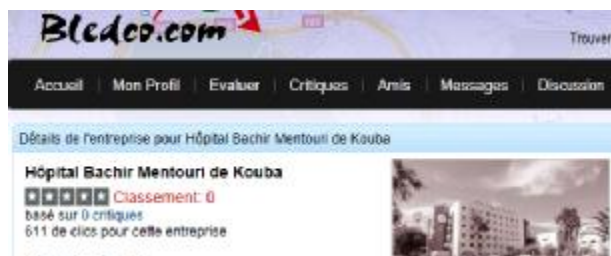 Bledco.com
Trouver
Accueil | Mon Profil | Evaluer | Critiques | Amis | Messages | Discussion
Détails de l'entreprise pour Hôpital Bachir Mentouri de Kouba
Hôpital Bachir Mentouri de Kouba
Classement: 0
basé sur 0 critiques
611 de clics pour cette entreprise